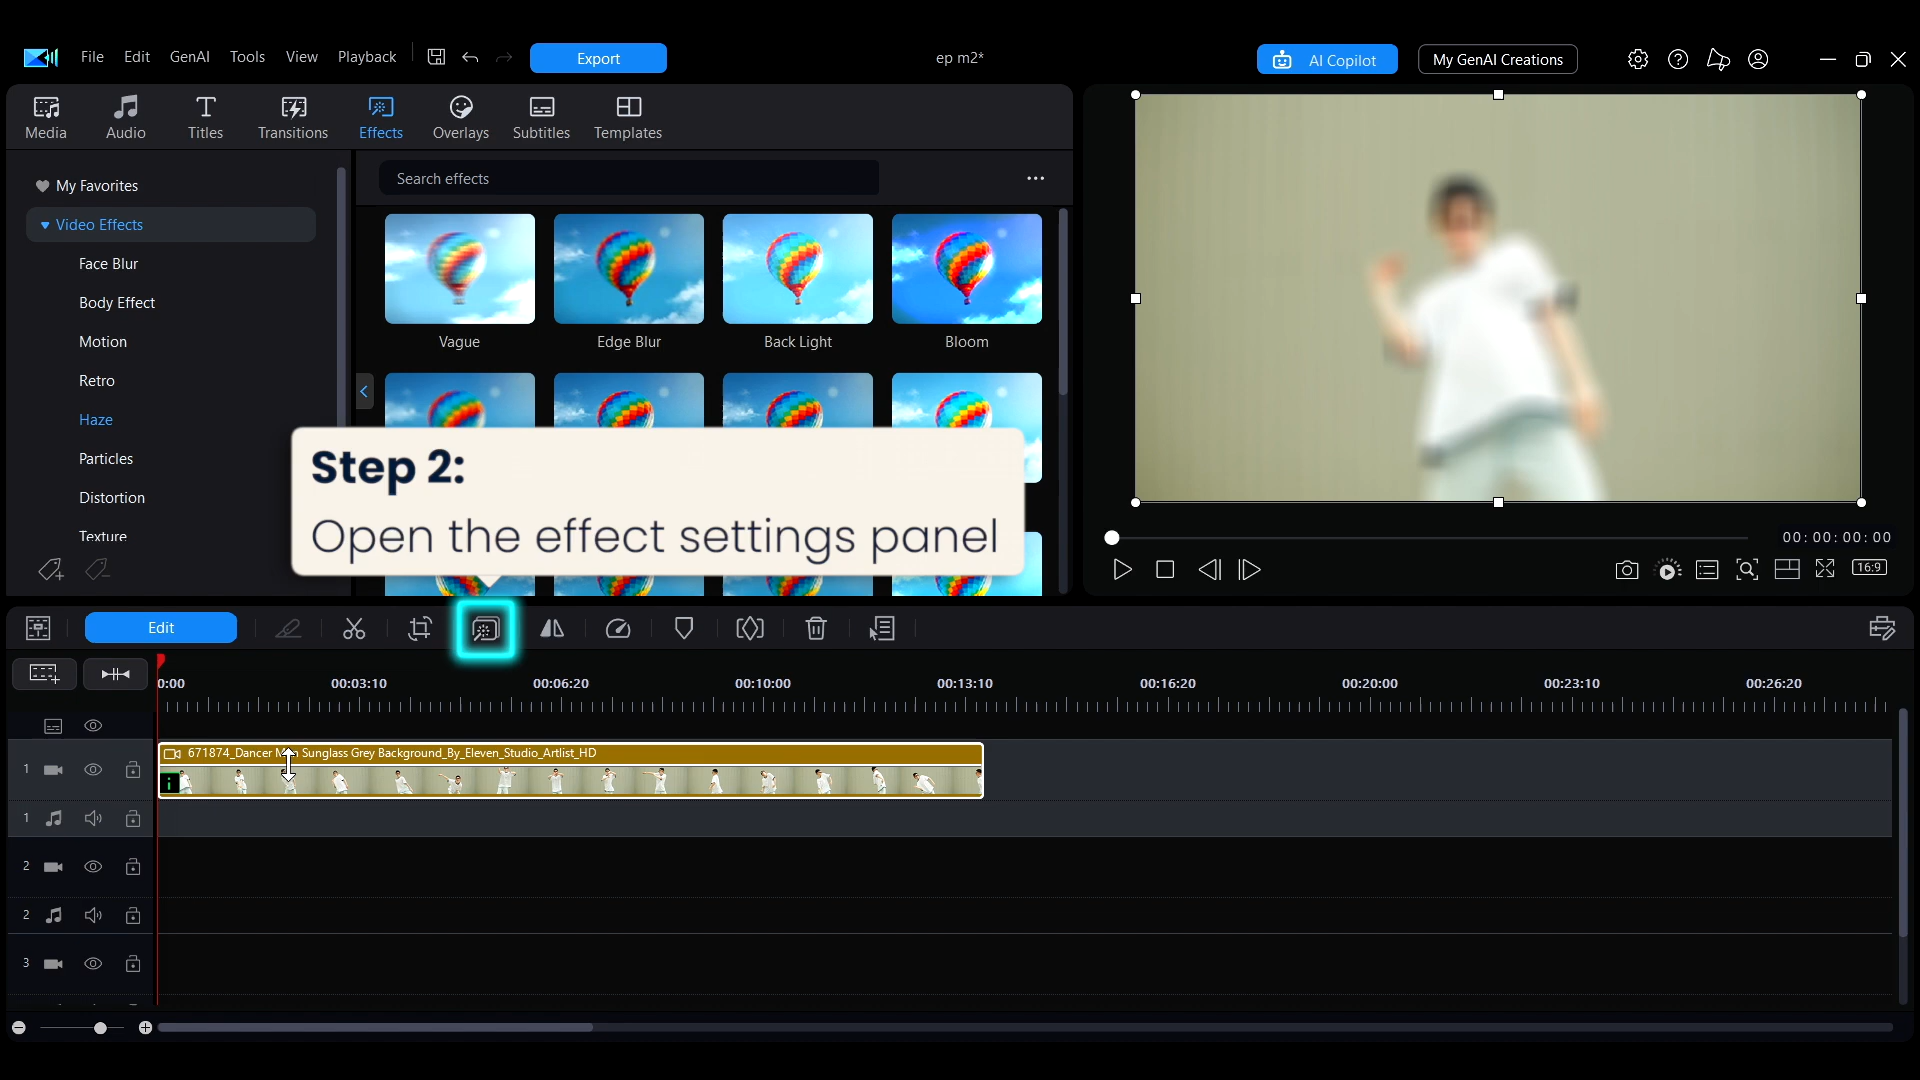 File Edit GenAI Tools View Playback Export ep m2* AI Copilot My GenAI Creations
Media Audio Titles Transitions Effects Overlays Subtitles Templates
My Favorites
Video Effects
Face Blur
Body Effect
Motion
Retro
Haze
Particles
Distortion
Texture
Search effects
Vague Edge Blur Back Light Bloom
Step 2:
Open the effect settings panel
00:00:00:00
16:9
Edit
0:00 00:03:10 00:06:20 00:10:00 00:13:10 00:16:20 00:20:00 00:23:10 00:26:20
1 671874_Dancer Sunglass Grey Background_By_Eleven_Studio_Artlist_HD
i
1
2
2
3